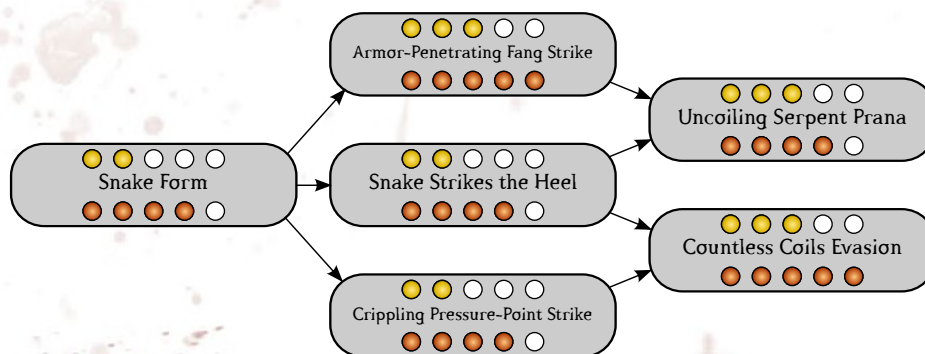 Armor-Penetrating Fang Strike
Uncoiling Serpent Prana
Snake Form
Snake Strikes the Heel
Countless Coils Evasion
Crippling Pressure-Point Strike